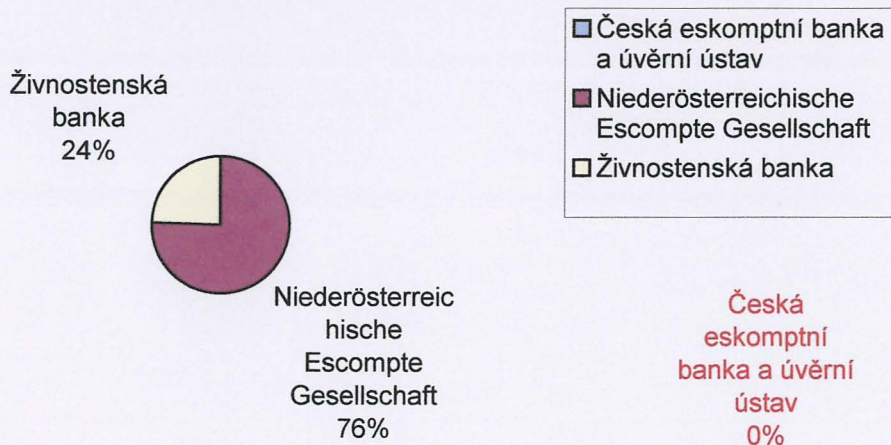 Živnostenská
banka
24%
Niederösterreic
hische
Escompte
Gesellschaft
76%
Česká eskomptní banka
a úvěrní ústav
Niederösterreichische
Escompte Gesellschaft
Živnostenská banka
Česká
eskomptní
banka a úvěrní
ústav
0%